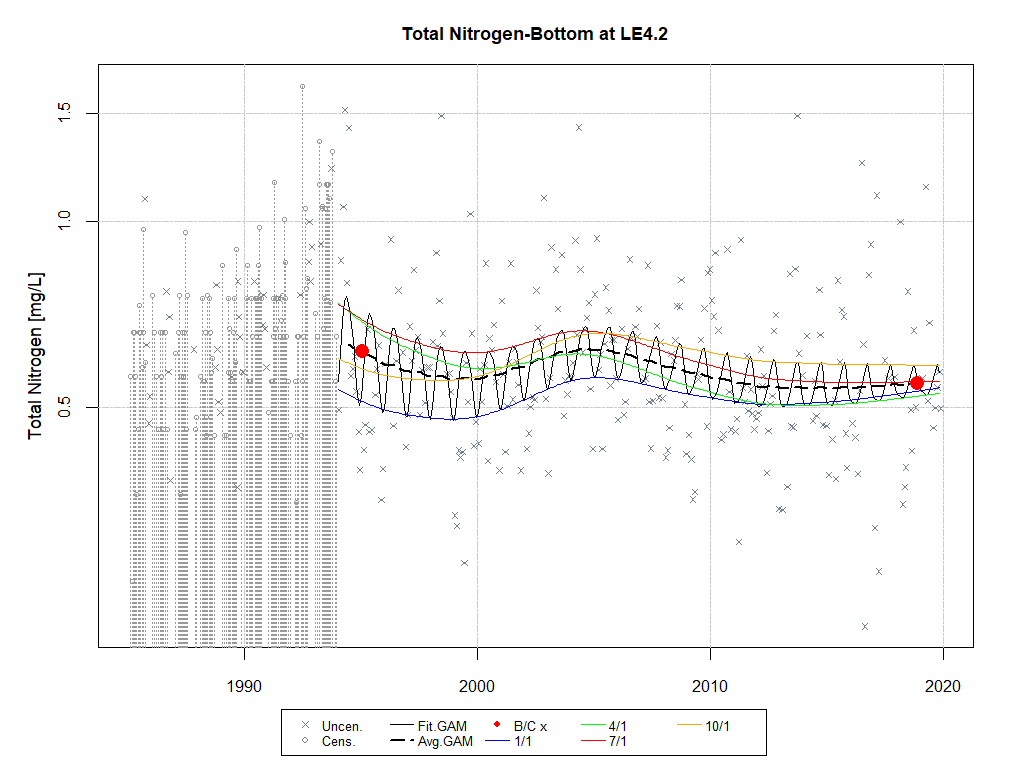 Total Nitrogen-Bottom at LE4.2
Total Nitrogen [mg/L]
1.5
1.0
0.5
1990 2000 2010 2020
Uncen. Fit.GAM B/C x 4/1 10/1
Cens. Avg.GAM 1/1 7/1